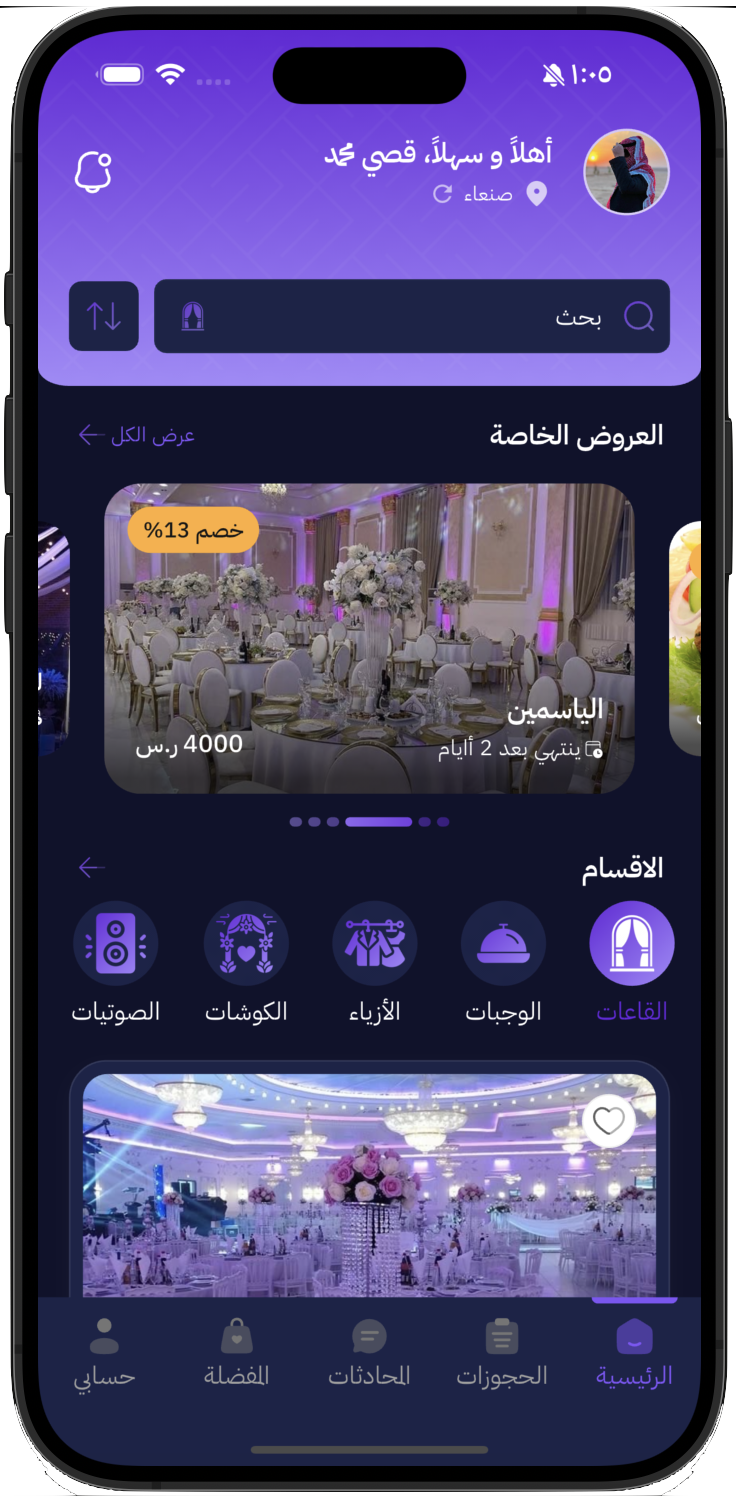 ١:٠٥
أهلاً و سهلاً، قصي محمد
صنعاء
بحث
العروض الخاصة
عرض الكل
خصم 13%
الياسمين
ينتهي بعد 2 أايام
4000 ر.س
الاقسام
القاعات
الوجبات
الأزياء
الكوشات
الصوتيات
الرئيسية
الحجوزات
المحادثات
المفضلة
حسابي